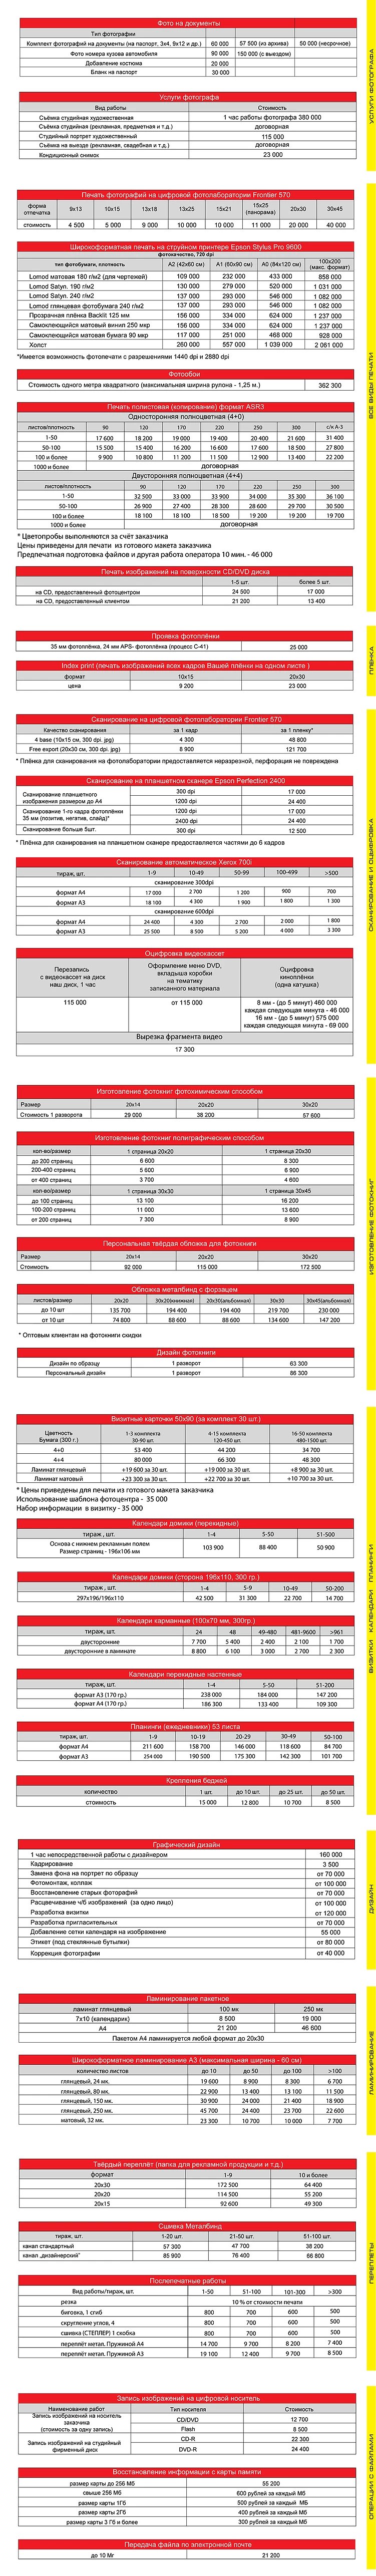 Фото на документы
Тип фотографии
Комплект фотографий на документы (на паспорт, 3х4, 9х12 и др.) 60 000 57 500 (из архива) 50 000 (несрочное)
Фото номера кузова автомобиля 90 000 150 000 (с выездом)
Добавление костюма 20 000
Бланк на паспорт 30 000
Услуги фотографа
Вид работы Стоимость
Съёмка студийная художественная 1 час работы фотографа 380 000
Съёмка студийная (рекламная, предметная и т.д.) договорная
Студийный портрет художественный 115 000
Съёмка на выезде (рекламная, свадебная и т.д.) договорная
Кондиционный снимок 23 000
УСЛУГИ ФОТОГРАФА
Печать фотографий на цифровой фотолаборатории Frontier 570
форма отпечатка 9х13 10х15 13х18 13х25 15х21 15х25 (панорама) 20х30 30х45
стоимость 4 500 5 000 9 000 10 000 10 000 11 000 20 000 40 000
Широкоформатная печать на струйном принтере Epson Stylus Pro 9600
фотокачество, 720 dpi
тип фотобумаги, плотность А2 (42х60 см) А1 (60х90 см) А0 (84х120 см) 100х200 (макс. формат)
Lomod матовая 180 г/м2 (для чертежей) 109 000 232 000 433 000 858 000
Lomod Satyn. 190 г/м2 130 000 279 000 520 000 1 031 000
Lomod Satyn. 240 г/м2 137 000 293 000 546 000 1 082 000
Lomod глянцевая фотобумага 240 г/м2 137 000 293 000 546 000 1 082 000
Прозрачная плёнка Backlit 125 мм 156 000 334 000 624 000 1 237 000
Самоклеющийся матовый винил 250 мкр 156 000 334 000 624 000 1 237 000
Самоклеющийся матовая бумага 90 мкр 117 000 251 000 468 000 928 000
Холст 260 000 557 000 1 039 000 2 061 000
*Имеется возможность фотопечати с разрешениями 1440 dpi и 2880 dpi
Фотообои
Стоимость одного метра квадратного (максимальная ширина рулона - 1,25 м.) 362 300
Печать полистовая (копирование) формат ASR3
Односторонняя полноцветная (4+0)
листов/плотность 90 120 170 220 250 300 с/к А-3
1-50 17 600 18 200 19 000 19 400 20 400 21 600 31 400
50-100 15 500 15 400 16 200 16 600 17 600 18 500 27 800
100 и более 9 900 10 800 11 200 11 500 12 900 13 400 22 200
1000 и более договорная
Двусторонняя полноцветная (4+4)
листов/плотность 90 120 170 220 250 300
1-50 32 500 33 000 33 900 34 000 35 300 36 100
50-100 26 900 27 400 28 300 28 600 29 700 30 500
100 и более 18 100 18 100 18 500 19 200 19 200 19 700
1000 и более договорная
* Цветопробы выполняются за счёт заказчика
Цены приведены для печати из готового макета заказчика
Предпечатная подготовка файлов и другая работа оператора 10 мин. - 46 000
Печать изображений на поверхности CD/DVD диска
1-5 шт. более 5 шт.
на CD, предоставленный фотоцентром 24 500 17 000
на CD, предоставленный клиентом 21 200 13 400
ВСЕ ВИДЫ ПЕЧАТИ
Проявка фотоплёнки
35 мм фотоплёнка, 24 мм APS- фотоплёнка (процесс С-41) 25 000
Index print (печать изображений всех кадров Вашей плёнки на одном листе )
формат 10х15 20х30
цена 9 200 23 000
ПЛЁНКА
Сканирование на цифровой фотолаборатории Frontier 570
Качество сканирования за 1 кадр за 1 пленку*
4 base (10х15 см, 300 dpi. jpg) 4 300 48 800
Free export (20х30 см, 300 dpi. jpg) 8 900 121 700
* Плёнка для сканирования на фотолаборатории предоставляется неразрезной, перфорация не повреждена
Сканирование на планшетном сканере Epson Perfection 2400
Сканирование планшетного изображения размером до А4 300 dpi 17 000
1200 dpi 24 400
Сканирование 1-го кадра фотоплёнки 35 мм (позитив, негатив, слайд)* 1200 dpi 17 000
2400 dpi 24 400
Сканирование больше 5шт. 300 dpi 12 500
* Плёнка для сканирования на планшетном сканере предоставляется частями до 6 кадров
Сканирование автоматическое Xerox 700i
тираж, шт. 1-9 10-49 50-99 100-499 >500
сканирование 300dpi
формат А4 17 000 2 700 1 200 900 700
формат А3 18 100 4 300 1 900 1 800 1 300
сканирование 600dpi
формат А4 24 400 4 300 2 700 2 000 1 800
формат А3 25 500 8 500 5 200 4 000 3 300
Оцифровка видеокассет
Перезапись с видеокассет на диск наш диск, 1 час
Оформление меню DVD, вкладыша коробки на тематику записанного материала
Оцифровка киноплёнки (одна катушка)
115 000 от 115 000 8 мм - (до 5 минут) 460 000
каждая следующая минута - 46 000
16 мм - (до 5 минут) 575 000
каждая следующая минута - 69 000
Вырезка фрагмента видео
17 300
СКАНИРОВАНИЕ И ОЦЫФРОВКА
Изготовление фотокниг фотохимическим способом
Размер 20х14 20х20 30х20
Стоимость 1 разворота 29 000 38 200 57 600
Изготовление фотокниг полиграфическим способом
кол-во/размер 1 страница 20х20 1 страница 20х30
до 200 страниц 6 600 8 300
200-400 страниц 5 600 6 900
от 400 страниц 3 700 4 600
кол-во/размер 1 страница 30х30 1 страница 30х45
до 100 страниц 13 100 16 200
100-200 страниц 11 000 13 600
от 200 страниц 7 300 8 900
Персональная твёрдая обложка для фотокниги
Размер 20х14 20х20 30х20
Стоимость 92 000 115 000 172 500
Обложка металбинд с форзацем
листов/размер 20х20 30х20(книжная) 20х30(альбомная) 30х30 30х45(альбомная)
до 10 шт 135 700 194 400 194 400 219 700 230 000
от 10 шт 74 800 88 600 88 600 134 600 147 200
* Оптовым клиентам на фотокниги скидки
Дизайн фотокниги
Дизайн по образцу 1 разворот 63 300
Персональный дизайн 1 разворот 86 300
ИЗГОТОВЛЕНИЕ ФОТОКНИГ
Визитные карточки 50х90 (за комплект 30 шт.)
Цветность Бумага (300 г.) 1-3 комплекта 30-90 шт. 4-15 комплекта 120-450 шт. 16-50 комплекта 480-1500 шт.
4+0 53 400 44 200 34 700
4+4 80 000 66 300 48 300
Ламинат глянцевый +19 600 за 30 шт. +19 000 за 30 шт. +8 900 за 30 шт.
Ламинат матовый +23 300 за 30 шт. +22 700 за 30 шт. +10 700 за 30 шт.
* Цены приведены для печати из готового макета заказчика
Использование шаблона фотоцентра - 35 000
Набор информации в визитку - 35 000
Календари домики (перекидные)
тираж , шт. 1-4 5-50 51-500
Основа с нижнем рекламным полем Размер страниц - 196х106 мм 103 900 88 400 50 900
Календари домики (сторона 196х110, 300 гр.)
тираж , шт. 1-4 5-9 10-49 50-200
297х196/196х110 42 500 31 300 22 700 14 700
Календари карманные (100х70 мм, 300гр.)
тираж, шт. 24 48 49-480 481-9600 >961
двусторонние 7 700 5 400 2 400 2 100 1 700
двусторонние в ламинате 8 800 6 100 3 000 2 700 2 300
Календари перекидные настенные
тираж, шт. 1-4 5-50 51-200
формат А3 (170 гр.) 238 000 184 000 147 200
формат А4 (170 гр.) 186 300 133 400 109 300
Планинги (ежедневники) 53 листа
тираж, шт. 1-9 10-19 20-29 30-49 50-100
формат А4 211 600 158 700 146 000 118 600 84 700
формат А3 254 000 190 500 175 300 142 300 101 700
Крепления беджей
количество 1 шт. до 10 шт. до 25 шт. до 50 шт.
стоимость 15 000 12 800 10 700 8 500
ВИЗИТКИ КАЛЕНДАРИ ПЛАНИНГИ
Графический дизайн
1 час непосредственной работы с дизайнером 160 000
Кадрирование 3 500
Замена фона на портрет по образцу от 70 000
Фотомонтаж, коллаж от 100 000
Восстановление старых фоторафий от 70 000
Расцвечивание ч/б изображений (за одно лицо) от 100 000
Разработка визитки от 120 000
Разработка пригласительных от 70 000
Добавление сетки календаря на изображение 55 000
Этикет (под стеклянные бутылки) от 80 000
Коррекция фотографии от 40 000
ДИЗАЙН
Ламинирование пакетное
ламинат глянцевый 100 мк 250 мк
7х10 (календарик) 8 500 19 000
А4 21 200 46 600
Пакетом А4 ламинируется любой формат до 20х30
Широкоформатное ламинирование А3 (максимальная ширина - 60 см)
количество листов до 10 до 50 до 100 >100
глянцевый, 24 мк. 19 600 8 900 8 300 6 700
глянцевый, 80 мк. 22 900 13 400 13 100 11 500
глянцевый, 150 мк. 30 900 24 000 21 400 18 900
глянцевый, 250 мк. 45 700 24 400 23 700 22 600
матовый, 32 мк. 23 300 10 700 10 000 7 700
ЛАМИНИРОВАНИЕ
Твёрдый переплёт (папка для рекламной продукции и т.д.)
формат 1-9 10 и более
20х30 172 500 64 400
20х20 114 500 55 200
20х15 92 600 49 300
Сшивка Металбинд
тираж, шт. 1-20 шт. 21-50 шт. 51-100 шт.
канал стандартный 57 300 47 700 38 200
канал „дизайнерский" 85 900 76 400 66 800
Послепечатные работы
Вид работы/тираж, шт. 1-50 51-100 101-300 >300
резка 10 % от стоимости печати
биговка, 1 сгиб 800 700 600 500
скругление углов, 4 800 700 600 500
сшивка (СТЕПЛЕР) 1 скобка 800 700 600 500
переплёт метал. Пружиной А4 14 700 9 700 8 200 7 400
переплёт метал. Пружиной А3 19 100 12 400 9 700 8 500
ПЕРЕПЛЁТЫ
Запись изображений на цифровой носитель
Наименование работ Тип носителя Стоимость
Запись изображений на носитель заказчика (стоимость за одну запись) CD/DVD 12 700
Flash 8 500
Запись изображений на студийный фирменный диск CD-R 22 300
DVD-R 24 400
Восстановление информации с карты памяти
размер карты до 256 Мб 55 200
свыше 256 Мб 600 рублей за каждый Мб
размер карты 1Гб 500 рублей за каждый МБ
размер карты 2Гб 400 рублей за каждый Мб
размер карты 3 Гб и более 300 рублей за каждый Мб
Передача файла по электронной почте
до 10 Мг 21 200
ОПЕРАЦИИ С ФАЙЛАМИ